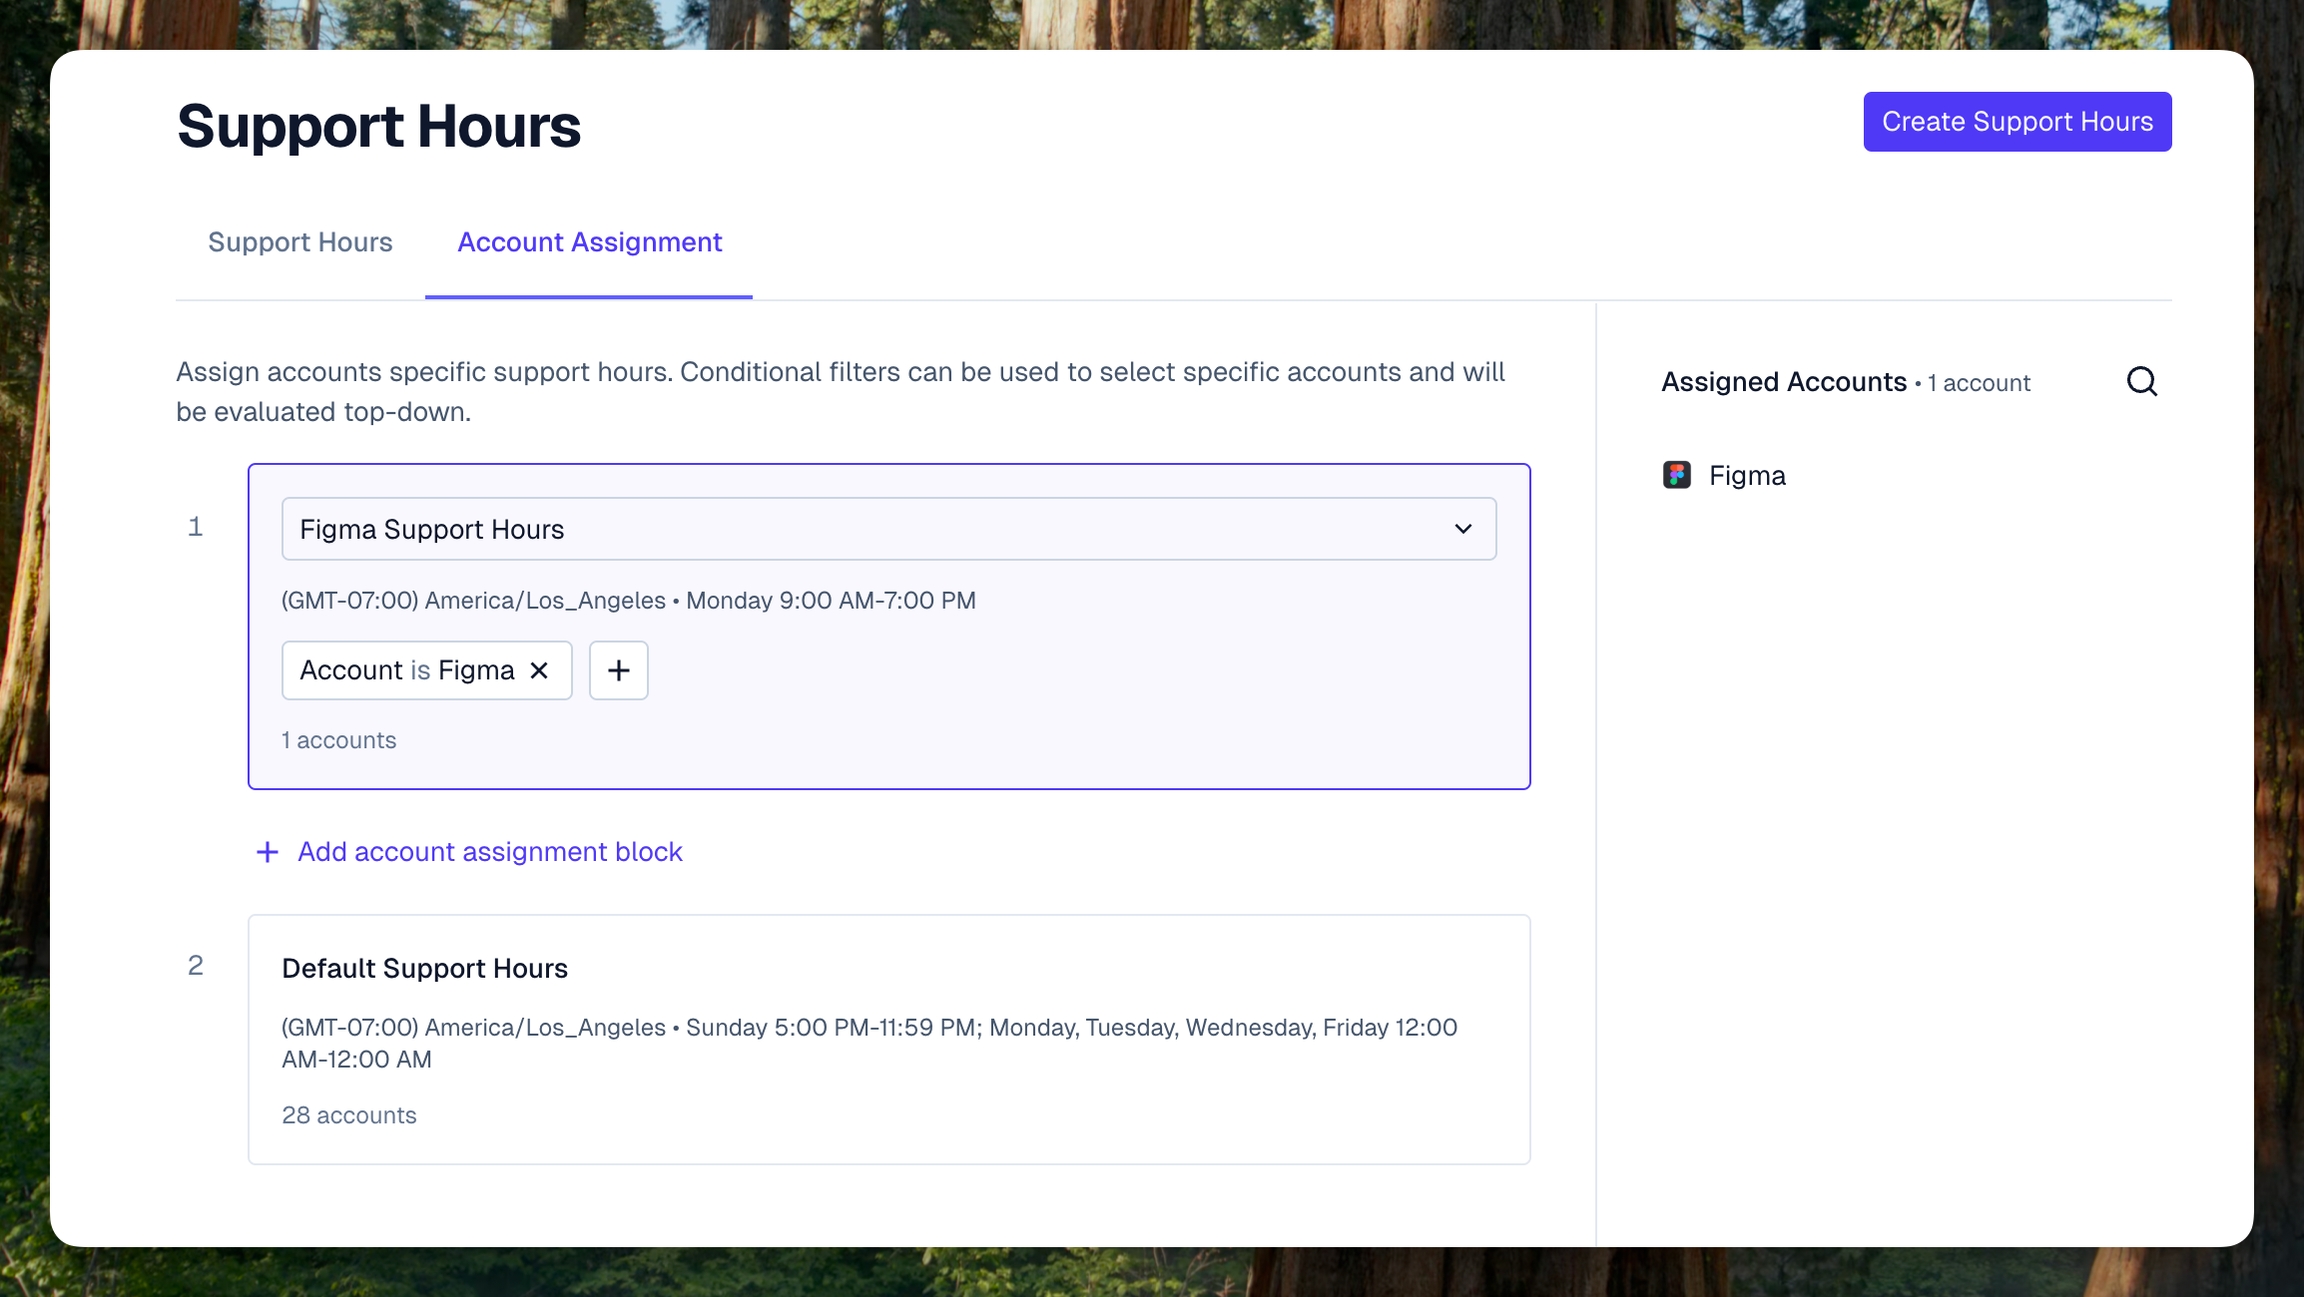 Support Hours
Create Support Hours
Support Hours
Account Assignment
Assign accounts specific support hours. Conditional filters can be used to select specific accounts and will
be evaluated top-down.
1
Figma Support Hours
(GMT-07:00) America/Los_Angeles • Monday 9:00 AM-7:00 PM
Account is Figma
1 accounts
Add account assignment block
2
Default Support Hours
(GMT-07:00) America/Los_Angeles • Sunday 5:00 PM-11:59 PM; Monday, Tuesday, Wednesday, Friday 12:00
AM-12:00 AM
28 accounts
Assigned Accounts • 1 account
Figma